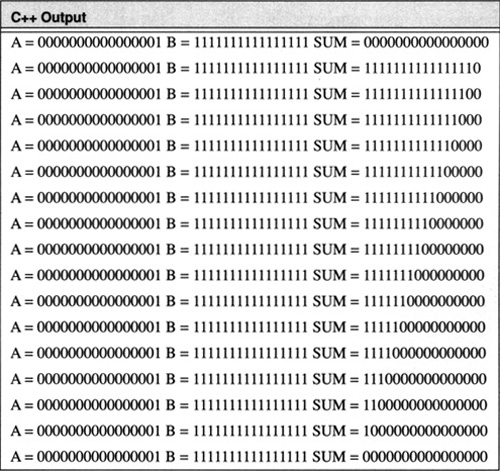 C++ Output
A = 0000000000000001 B = 1111111111111111 SUM = 0000000000000000
A = 0000000000000001 B = 1111111111111111 SUM = 1111111111111110
A = 0000000000000001 B = 1111111111111111 SUM = 1111111111111100
A = 0000000000000001 B = 1111111111111111 SUM = 1111111111111000
A = 0000000000000001 B = 1111111111111111 SUM = 1111111111110000
A = 0000000000000001 B = 1111111111111111 SUM = 1111111111100000
A = 0000000000000001 B = 1111111111111111 SUM = 1111111111000000
A = 0000000000000001 B = 1111111111111111 SUM = 1111111110000000
A = 0000000000000001 B = 1111111111111111 SUM = 1111111100000000
A = 0000000000000001 B = 1111111111111111 SUM = 1111111000000000
A = 0000000000000001 B = 1111111111111111 SUM = 1111110000000000
A = 0000000000000001 B = 1111111111111111 SUM = 1111100000000000
A = 0000000000000001 B = 1111111111111111 SUM = 1111000000000000
A = 0000000000000001 B = 1111111111111111 SUM = 1110000000000000
A = 0000000000000001 B = 1111111111111111 SUM = 1100000000000000
A = 0000000000000001 B = 1111111111111111 SUM = 1000000000000000
A = 0000000000000001 B = 1111111111111111 SUM = 0000000000000000